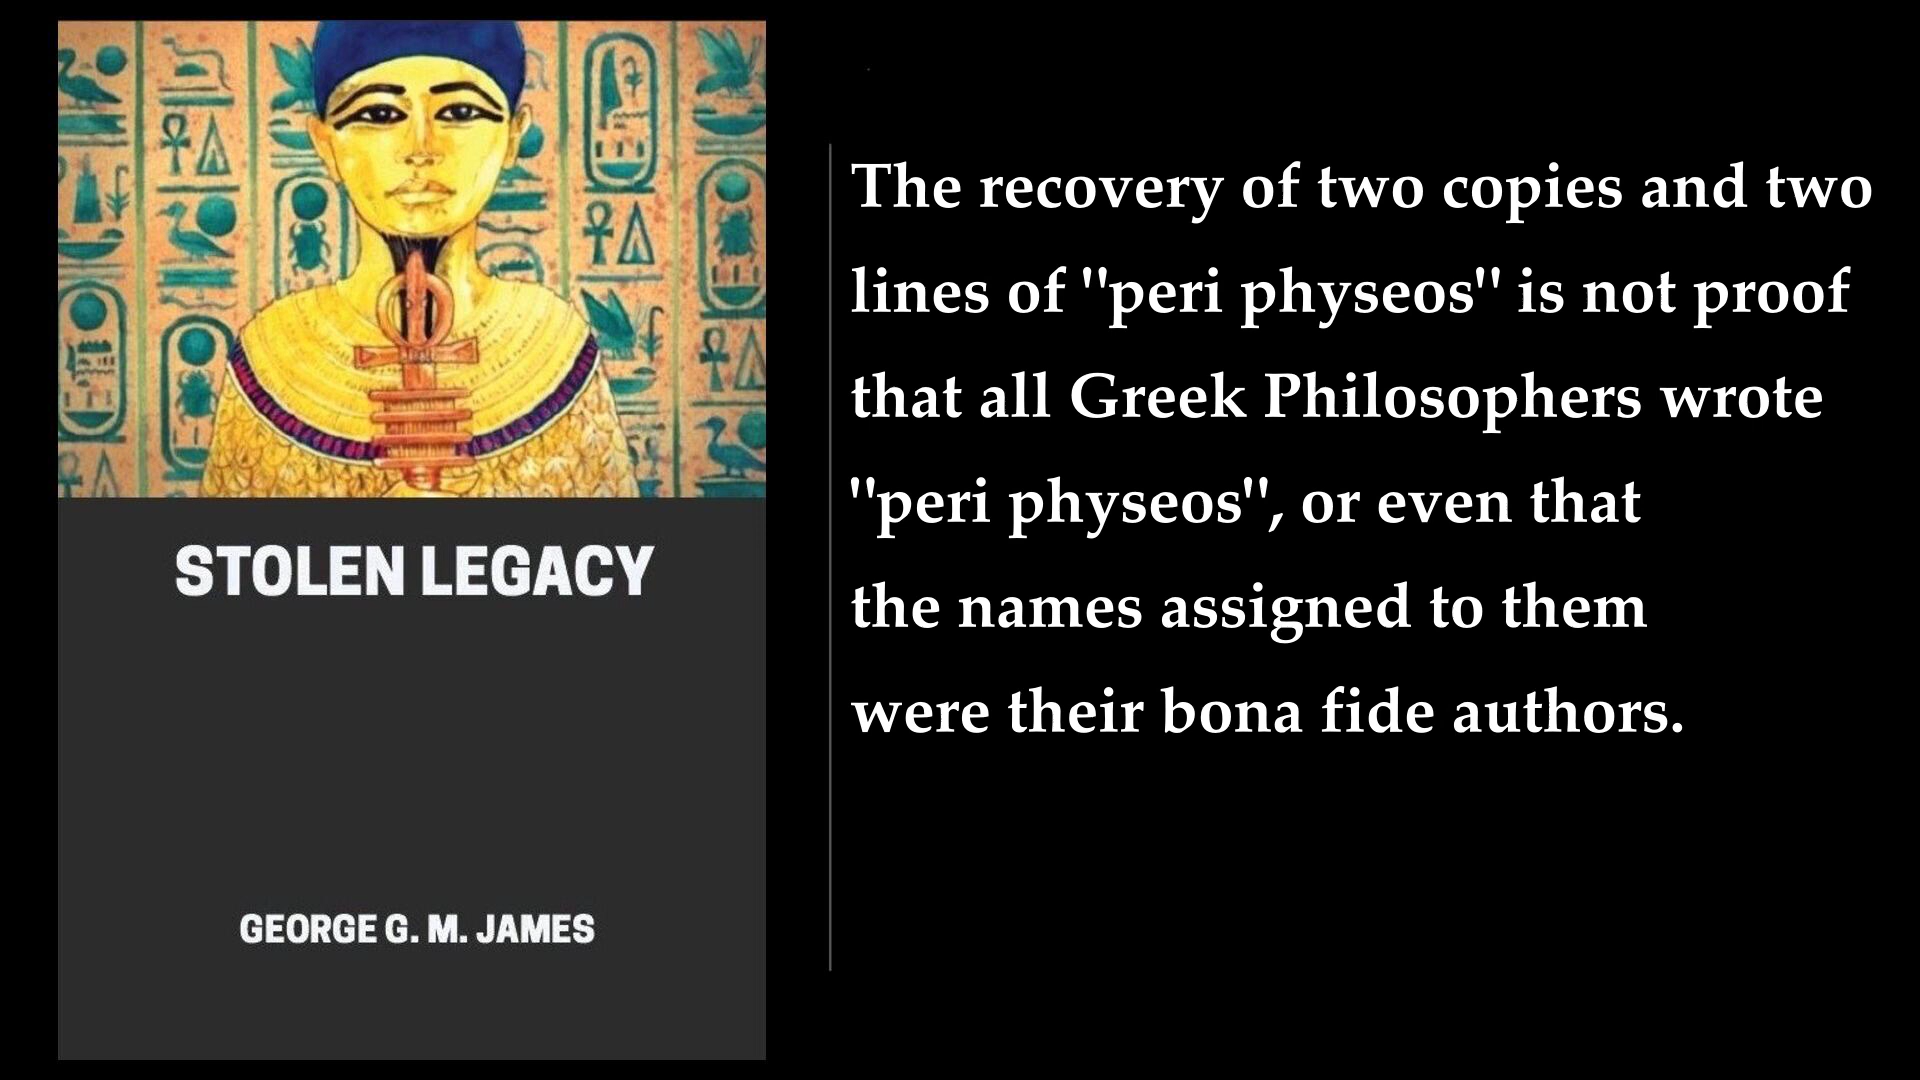 STOLEN LEGACY
GEORGE G. M. JAMES
The recovery of two copies and two
lines of "peri physeos" is not proof
that all Greek Philosophers wrote
"peri physeos", or even that
the names assigned to them
were their bona fide authors.